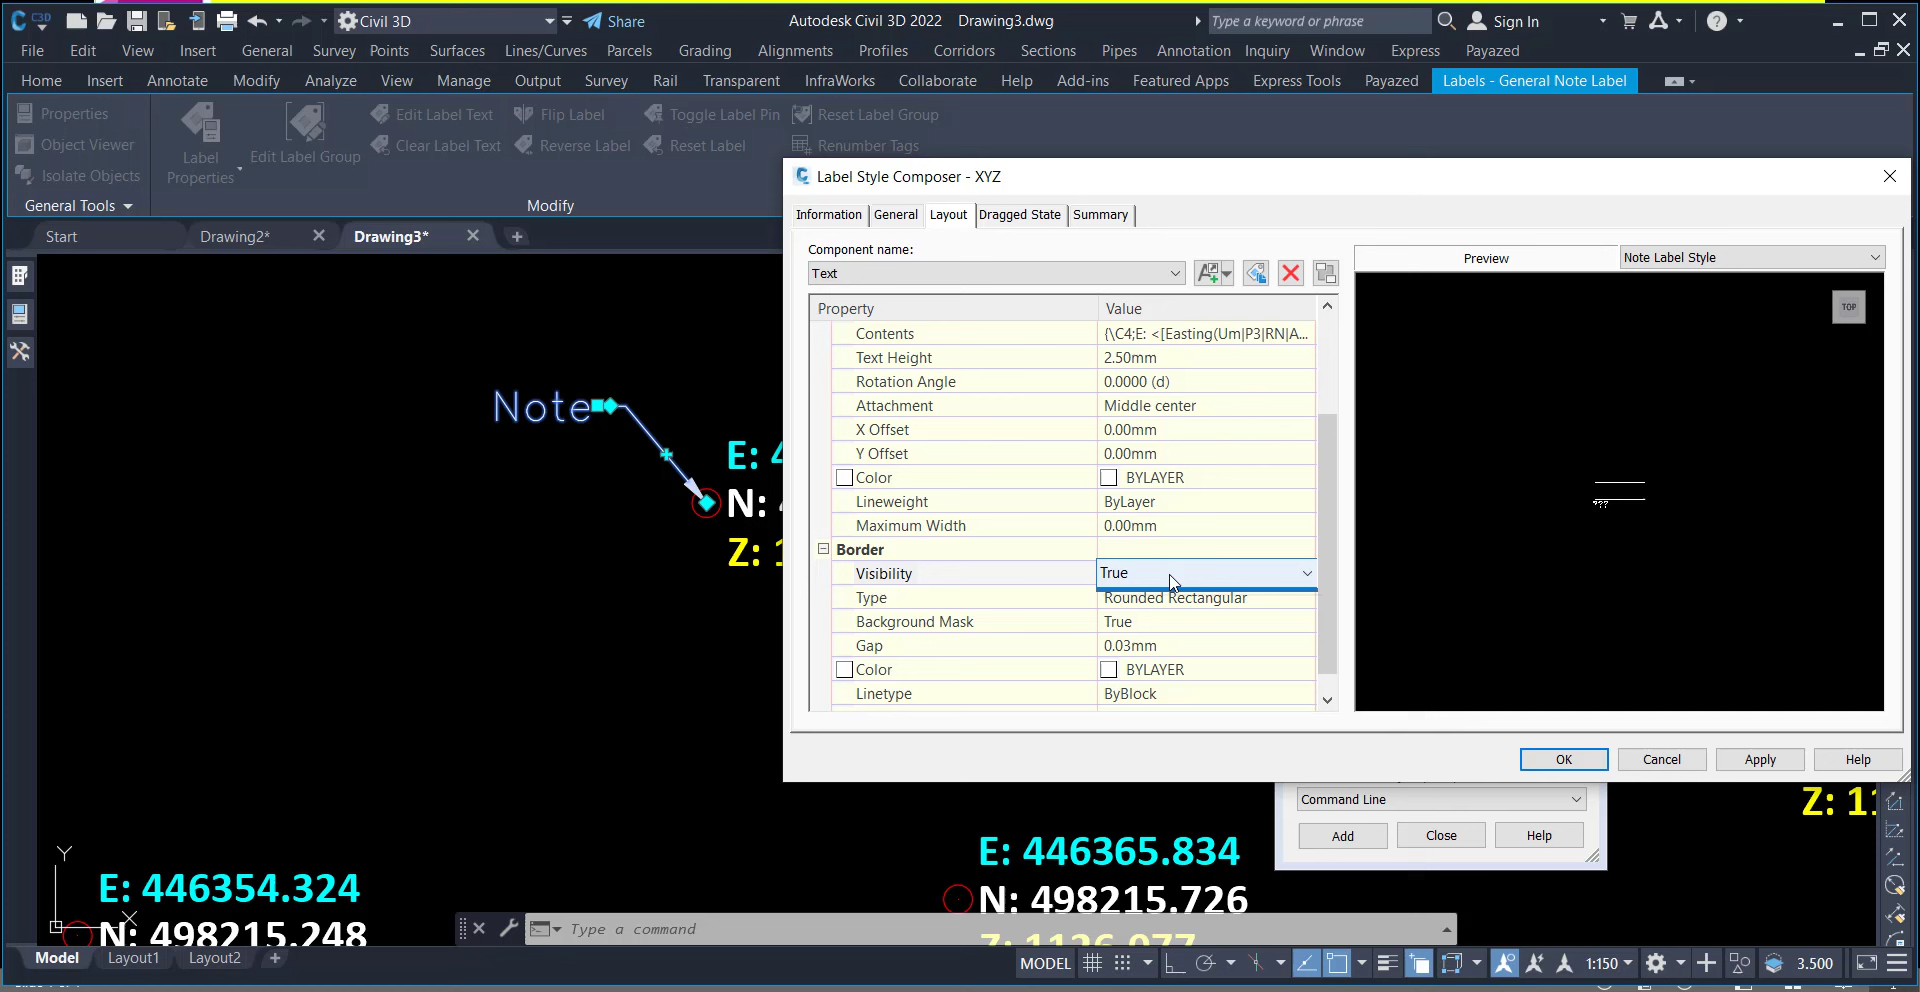 C3D Civil 3D Share Autodesk Civil 3D 2022 Drawing3.dwg Type a keyword or phrase Sign In
File Edit View Insert General Survey Points Surfaces Lines/Curves Parcels Grading Alignments Profiles Corridors Sections Pipes Annotation Inquiry Window Express Payazed
Home Insert Annotate Modify Analyze View Manage Output Survey Rail Transparent InfraWorks Collaborate Help Add-ins Featured Apps Express Tools Payazed Labels - General Note Label
Properties
Object Viewer
Isolate Objects
General Tools
Label Properties
Edit Label Group
Edit Label Text Flip Label Toggle Label Pin Reset Label Group
Clear Label Text Reverse Label Reset Label Renumber Tags
Modify
Start Drawing2* Drawing3*
Label Style Composer - XYZ
Information General Layout Dragged State Summary
Component name:
Text
Preview Note Label Style
TOP
Property Value
Contents {\C4;E: <[Easting(Um|P3|RN|A...
Text Height 2.50mm
Rotation Angle 0.0000 (d)
Attachment Middle center
X Offset 0.00mm
Y Offset 0.00mm
Color BYLAYER
Lineweight ByLayer
Maximum Width 0.00mm
Border
Visibility True
Type Rounded Rectangular
Background Mask True
Gap 0.03mm
Color BYLAYER
Linetype ByBlock
???
OK Cancel Apply Help
Note
E: 4
N: 4
Z: 1
Command Line
Add Close Help
Z: 11
E: 446365.834
N: 498215.726
Z: 1126.077
Y
X
E: 446354.324
N: 498215.248
Type a command
Model Layout1 Layout2
MODEL 1:150 3.500